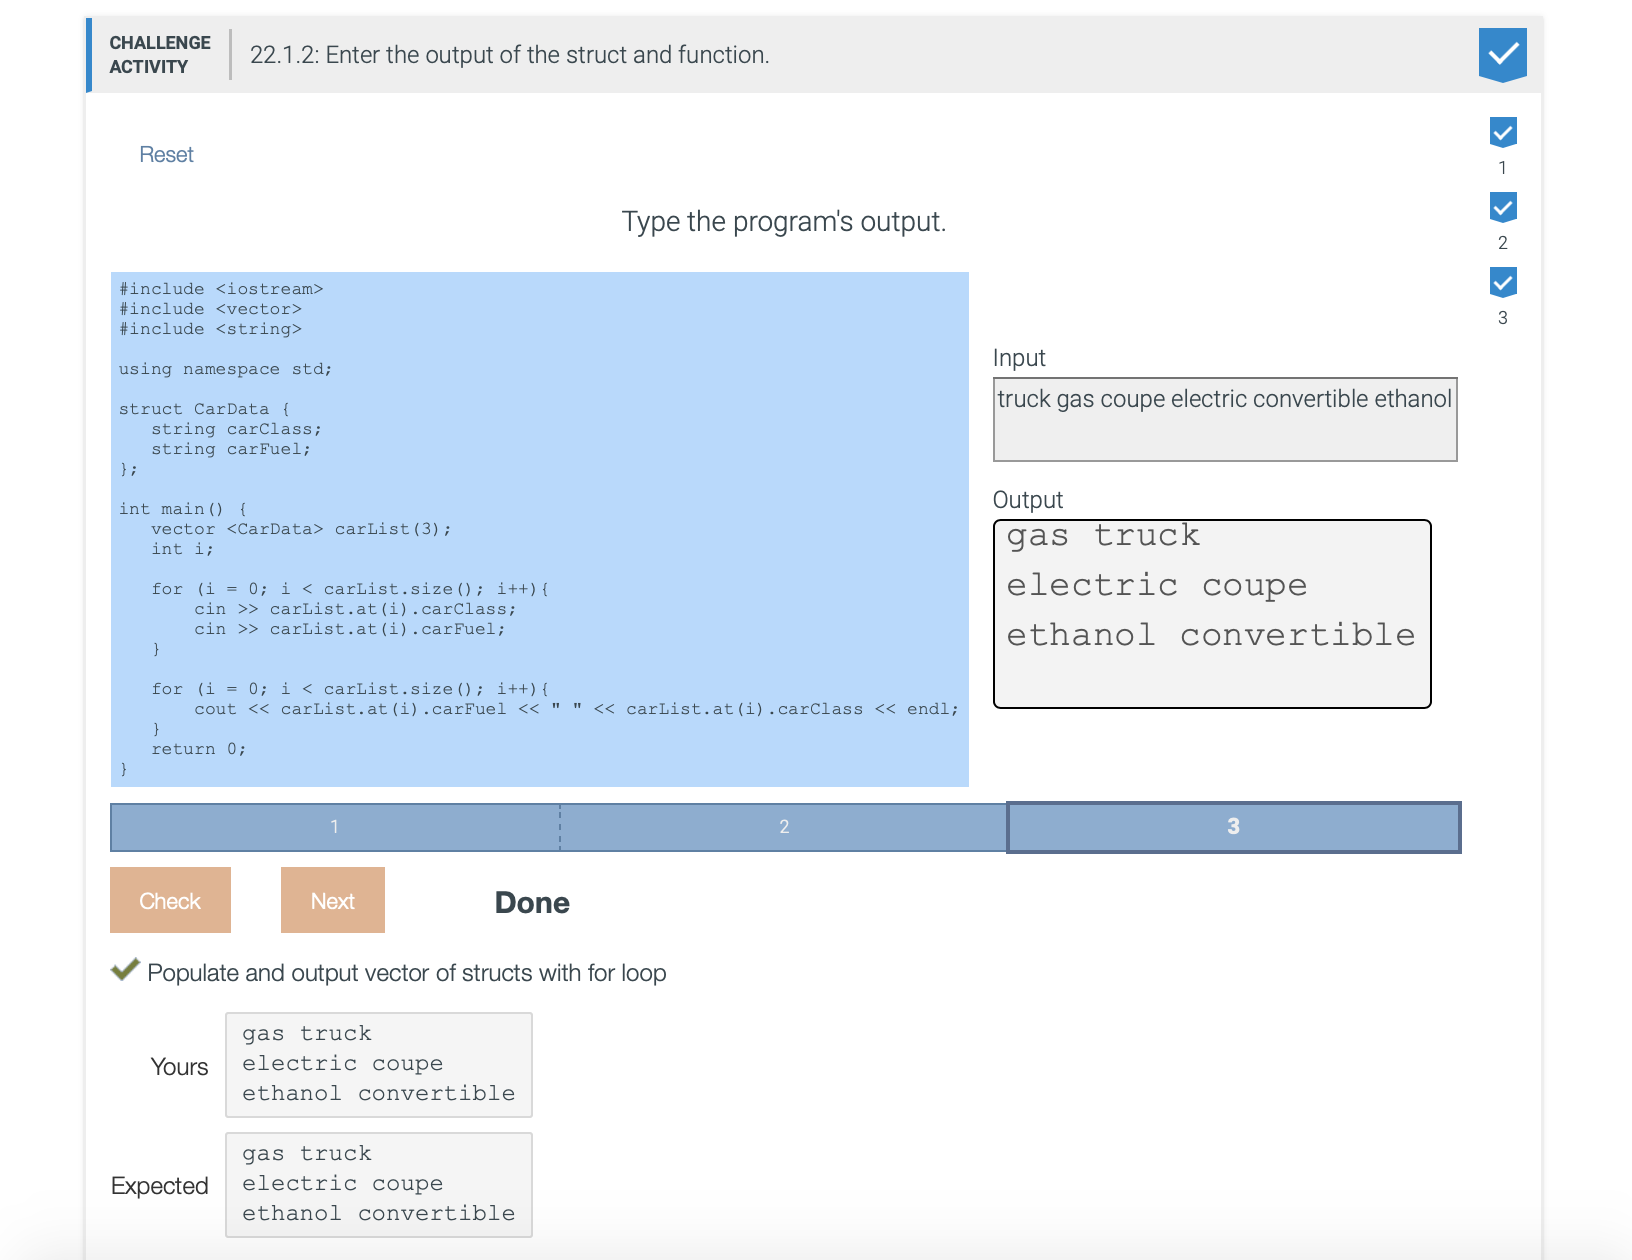 CHALLENGE
ACTIVITY
22.1.2: Enter the output of the struct and function.
1
2
3
Reset
Type the program's output.
#include <iostream>
#include <vector>
#include <string>
using namespace std;
struct CarData {
   string carClass;
   string carFuel;
};
int main() {
   vector <CarData> carList(3);
   int i;
   for (i = 0; i < carList.size(); i++){
       cin >> carList.at(i).carClass;
       cin >> carList.at(i).carFuel;
   }
   for (i = 0; i < carList.size(); i++){
       cout << carList.at(i).carFuel << " " << carList.at(i).carClass << endl;
   }
   return 0;
}
Input
truck gas coupe electric convertible ethanol
Output
gas truck
electric coupe
ethanol convertible
1 2 3
Check Next Done
Populate and output vector of structs with for loop
Yours
gas truck
electric coupe
ethanol convertible
Expected
gas truck
electric coupe
ethanol convertible